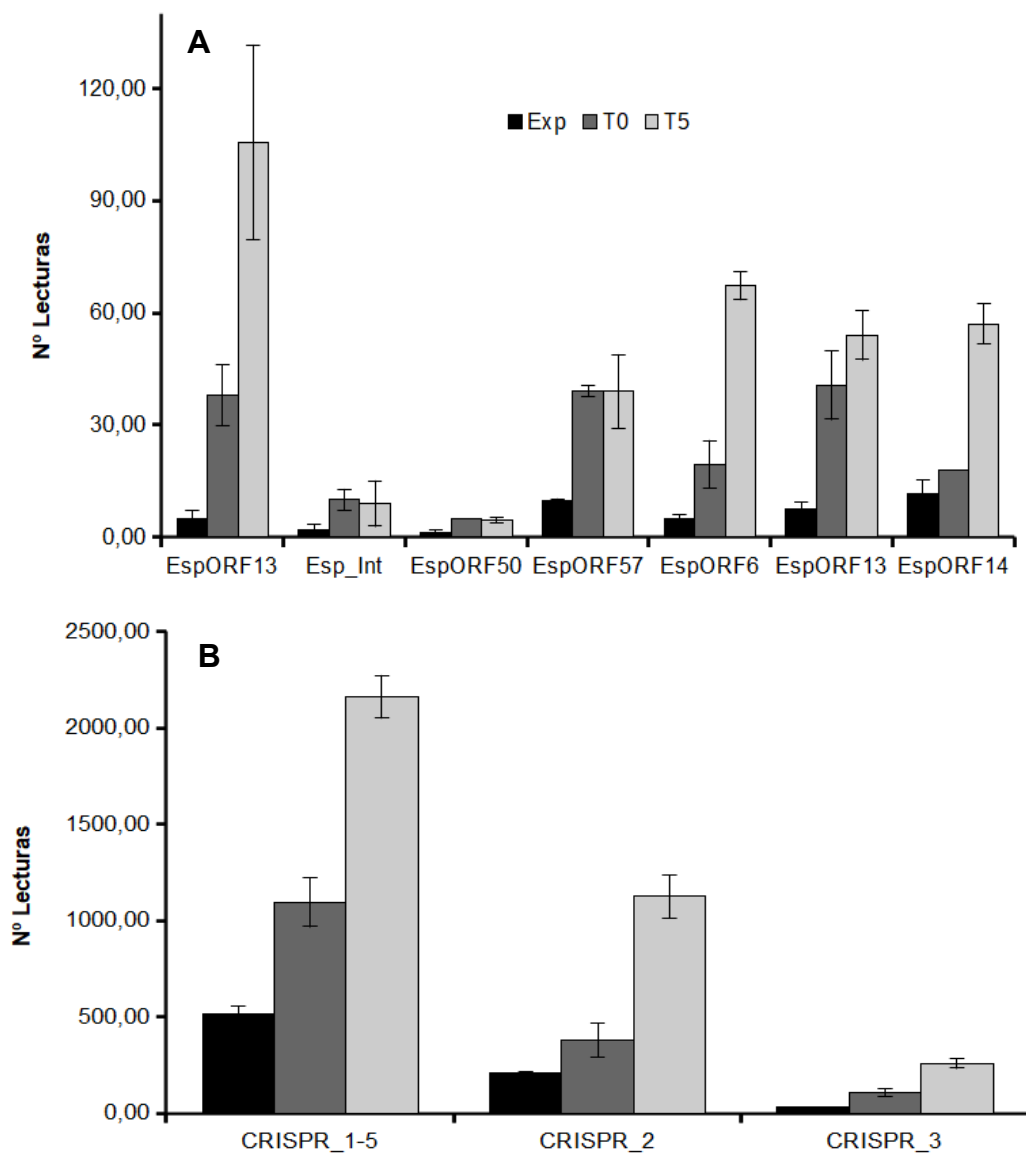 A
120,00
90,00
60,00
30,00
0,00
Nº Lecturas
Exp T0 T5
EspORF13 Esp_Int EspORF50 EspORF57 EspORF6 EspORF13 EspORF14
B
2500,00
2000,00
1500,00
1000,00
500,00
0,00
Nº Lecturas
CRISPR_1-5 CRISPR_2 CRISPR_3